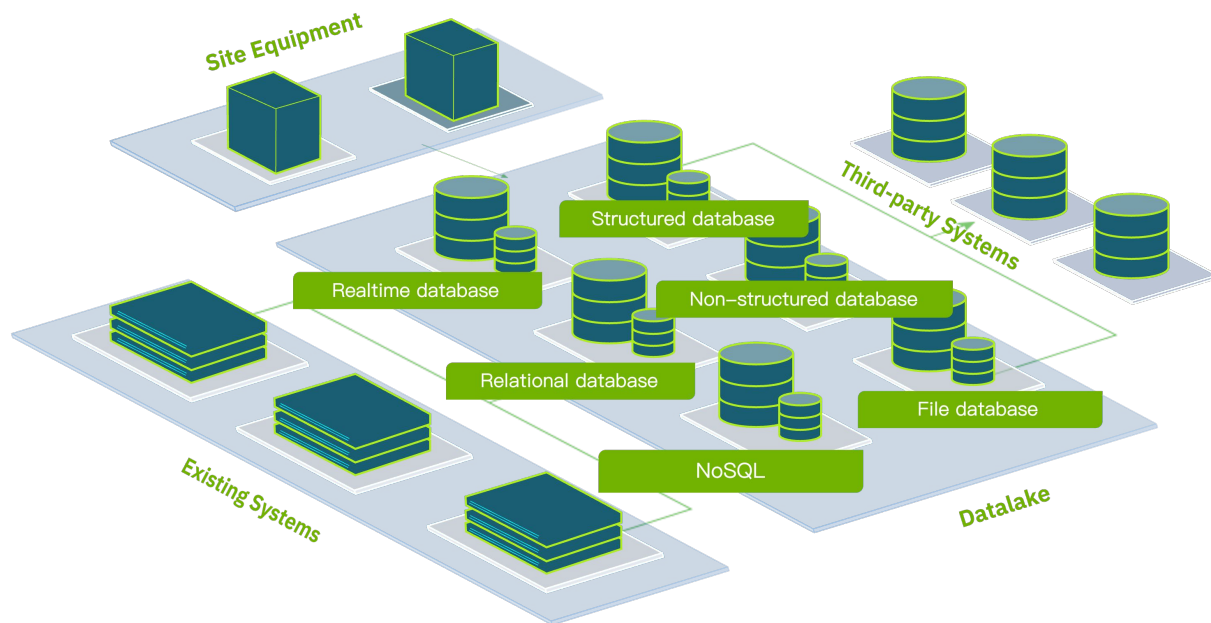 Site Equipment
Structured database
Third-party Systems
Realtime database
Non-structured database
Relational database
File database
NoSQL
Existing Systems
Datalake